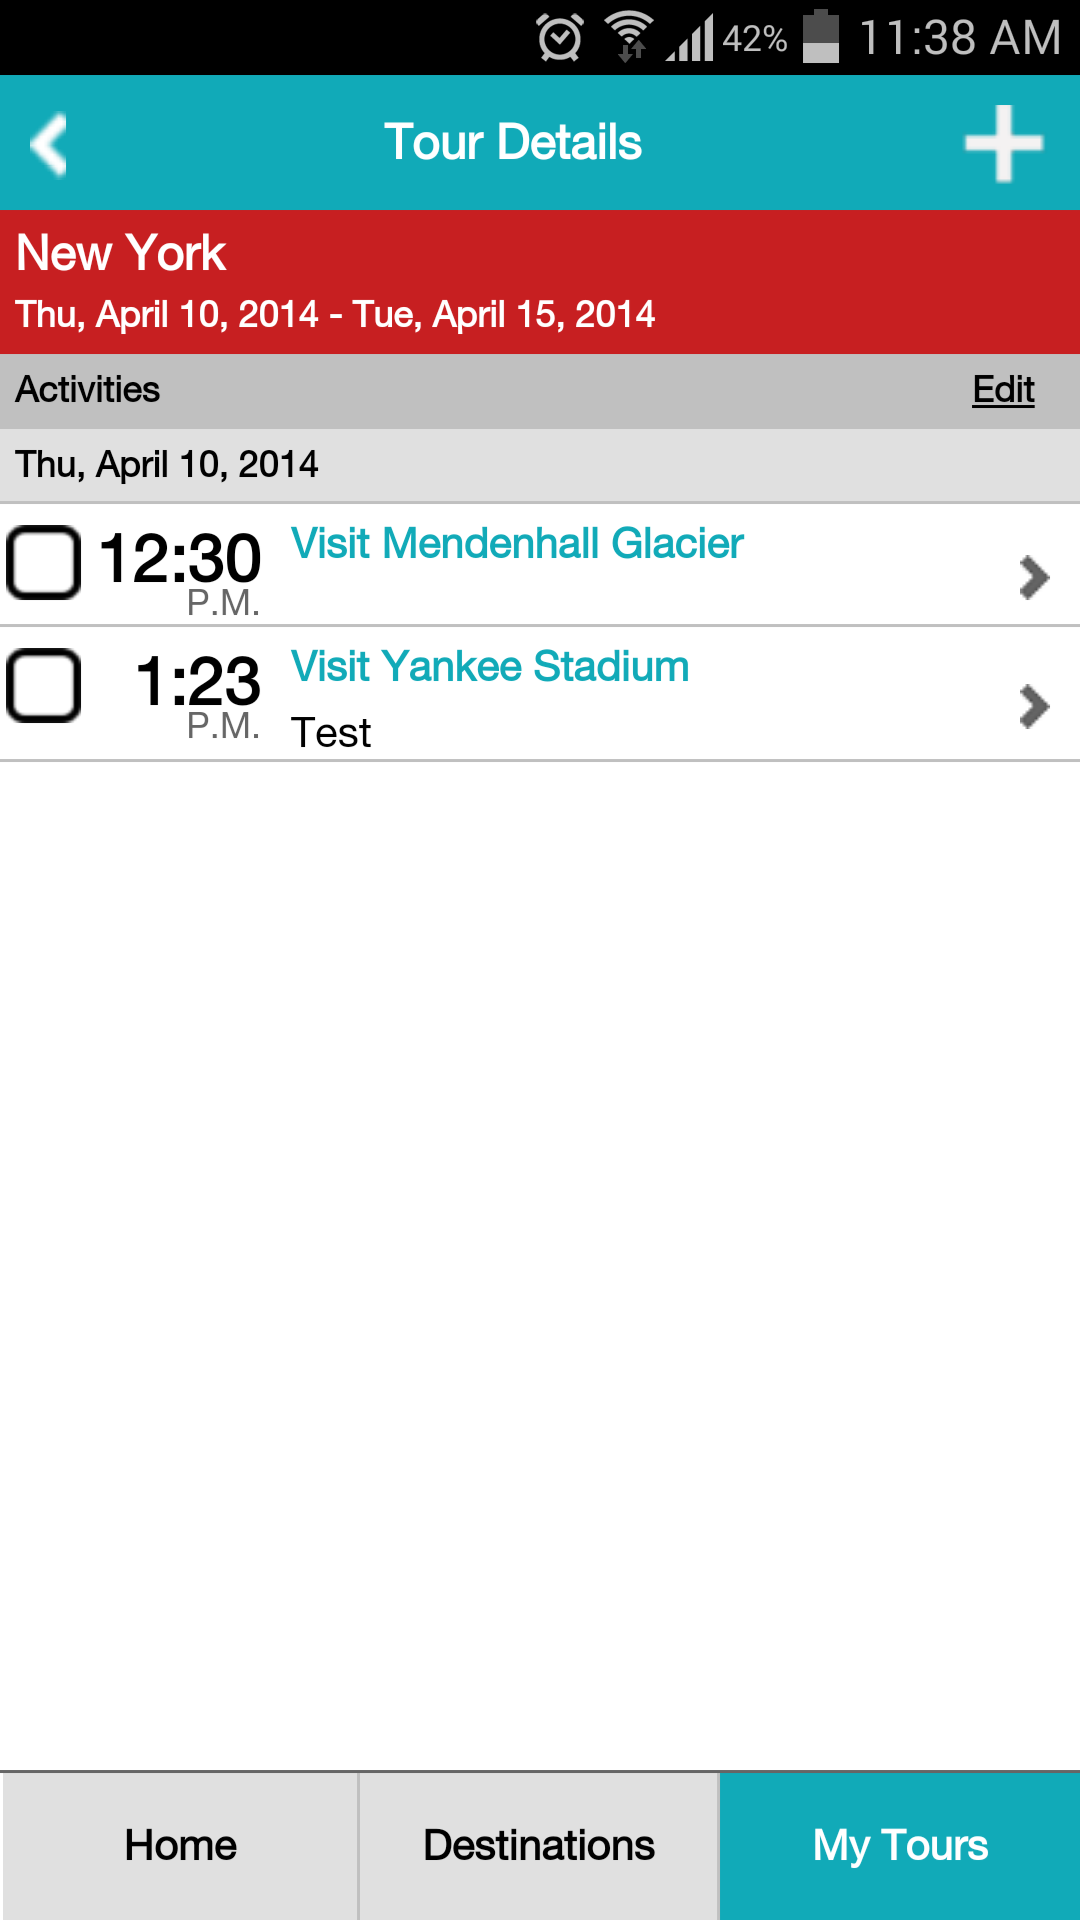 42% 11:38 AM
Tour Details
New York
Thu, April 10, 2014 - Tue, April 15, 2014
Activities Edit
Thu, April 10, 2014
12:30 Visit Mendenhall Glacier
P.M.
1:23 Visit Yankee Stadium
P.M. Test
Home Destinations My Tours